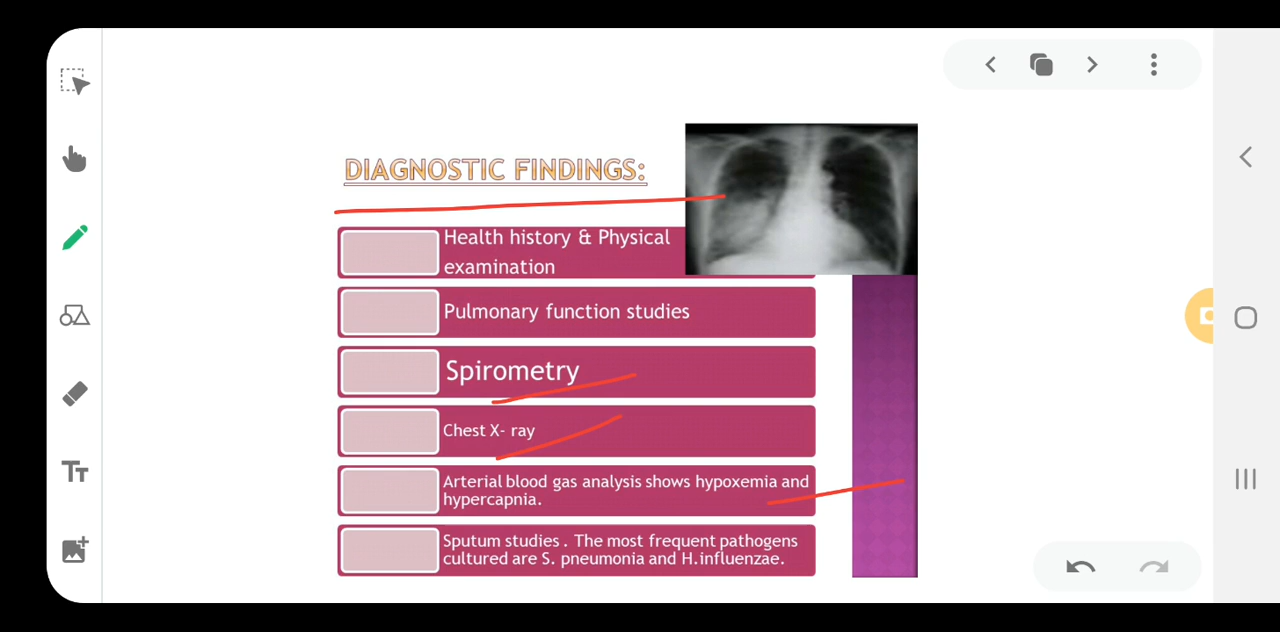 DIAGNOSTIC FINDINGS:
Health history & Physical
examination
Pulmonary function studies
Spirometry
Chest X- ray
Arterial blood gas analysis shows hypoxemia and
hypercapnia.
Sputum studies . The most frequent pathogens
cultured are S. pneumonia and H.influenzae.
Tт